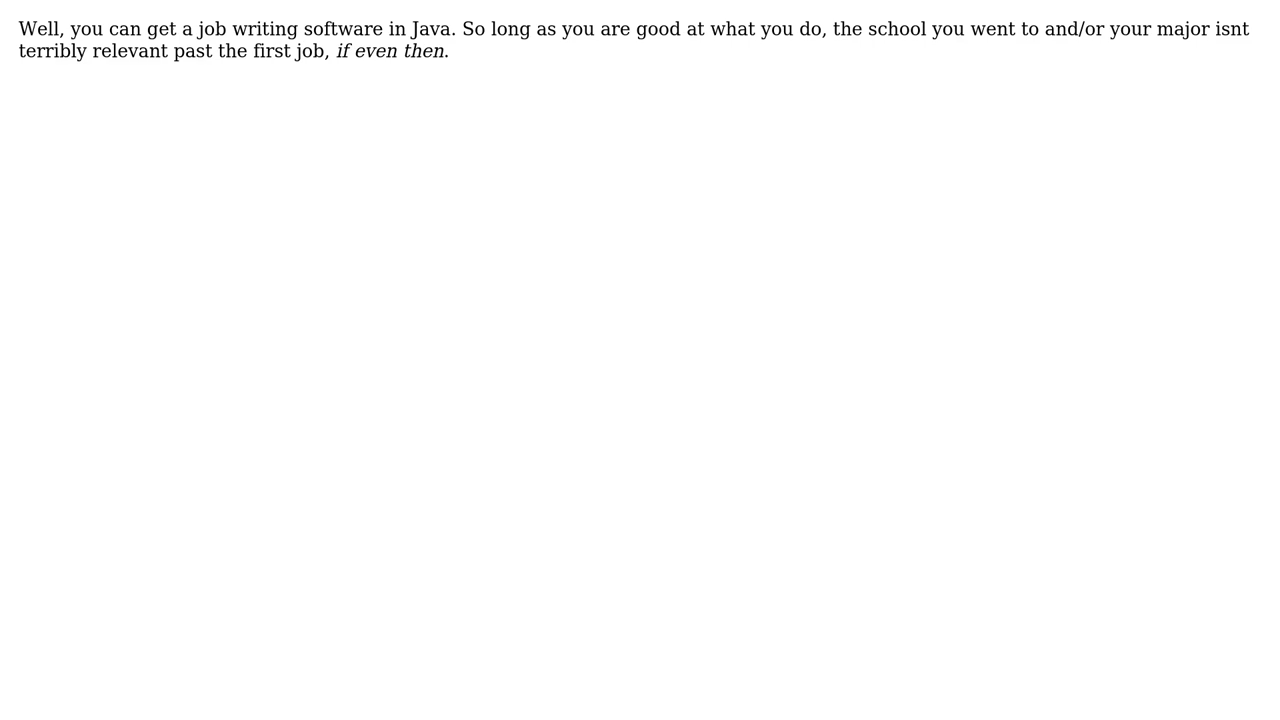 Well, you can get a job writing software in Java. So long as you are good at what you do, the school you went to and/or your major isnt
terribly relevant past the first job, if even then.